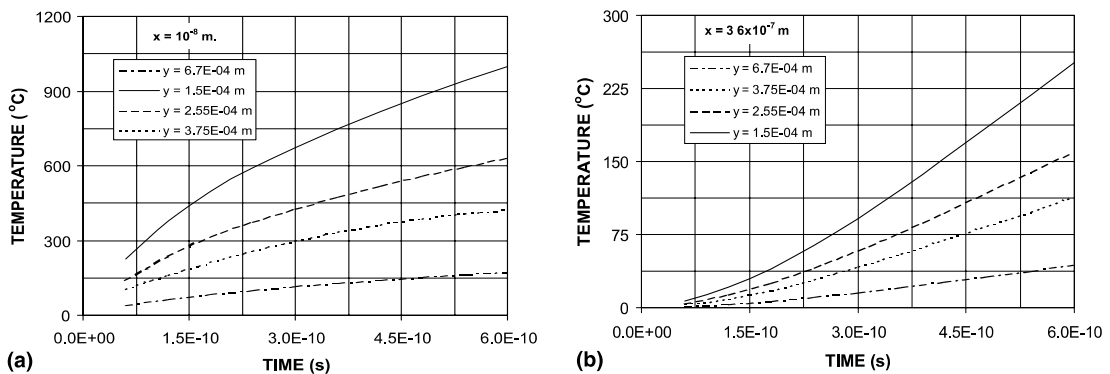 1200
900
600
300
0
TEMPERATURE (°C)
x = 10⁻⁸ m.
y = 6.7E-04 m
y = 1.5E-04 m
y = 2.55E-04 m
y = 3.75E-04 m
0.0E+00 1.5E-10 3.0E-10 4.5E-10 6.0E-10
TIME (s)
(a)
300
225
150
75
0
TEMPERATURE (°C)
x = 3 6x10⁻⁷ m
y = 6.7E-04 m
y = 3.75E-04 m
y = 2.55E-04 m
y = 1.5E-04 m
0.0E+00 1.5E-10 3.0E-10 4.5E-10 6.0E-10
TIME (s)
(b)